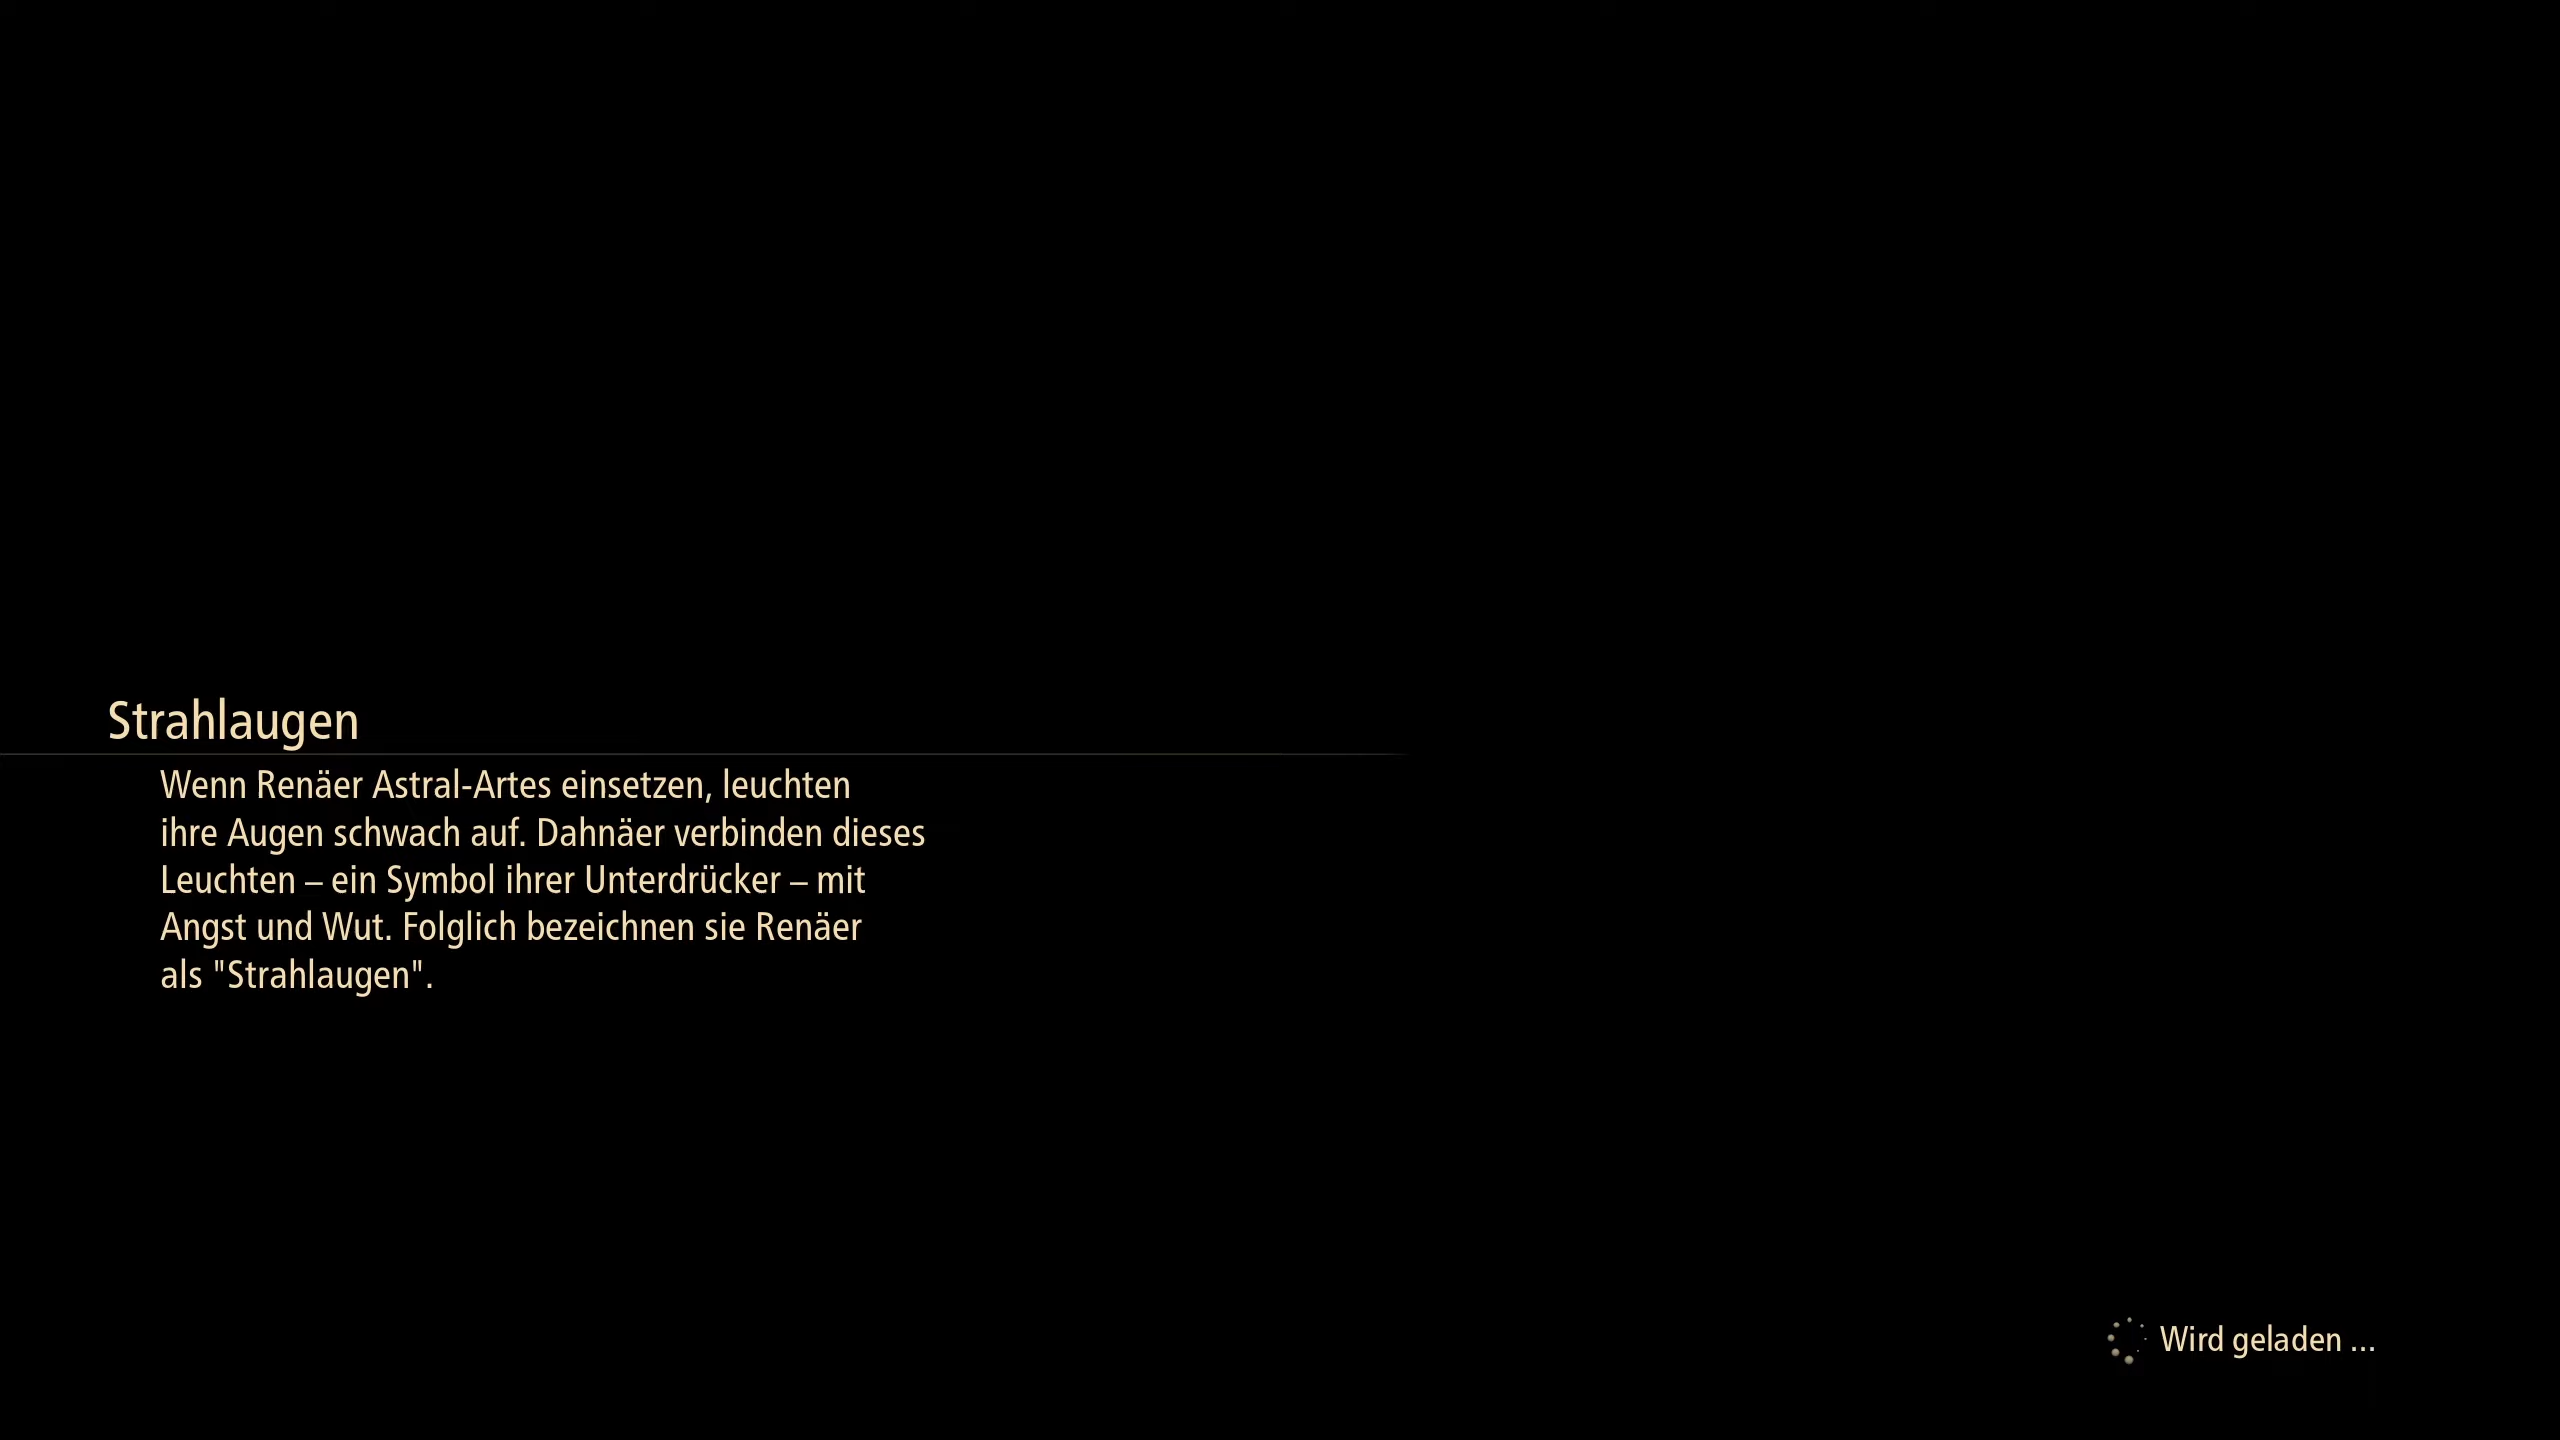 Strahlaugen
Wenn Renäer Astral-Artes einsetzen, leuchten
ihre Augen schwach auf. Dahnäer verbinden dieses
Leuchten – ein Symbol ihrer Unterdrücker – mit
Angst und Wut. Folglich bezeichnen sie Renäer
als "Strahlaugen".
Wird geladen ...